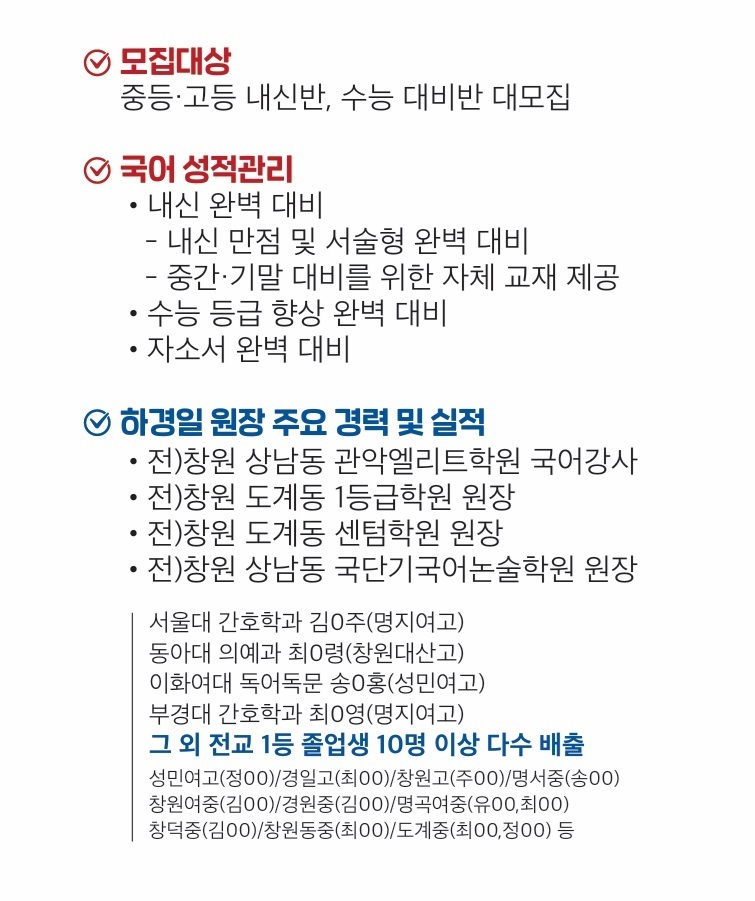 모집대상
중등·고등 내신반, 수능 대비반 대모집
국어 성적관리
• 내신 완벽 대비
– 내신 만점 및 서술형 완벽 대비
– 중간·기말 대비를 위한 자체 교재 제공
• 수능 등급 향상 완벽 대비
• 자소서 완벽 대비
하경일 원장 주요 경력 및 실적
• 전)창원 상남동 관악엘리트학원 국어강사
• 전)창원 도계동 1등급학원 원장
• 전)창원 도계동 센텀학원 원장
• 전)창원 상남동 국단기국어논술학원 원장
서울대 간호학과 김0주(명지여고)
동아대 의예과 최0령(창원대산고)
이화여대 독어독문 송0홍(성민여고)
부경대 간호학과 최0영(명지여고)
그 외 전교 1등 졸업생 10명 이상 다수 배출
성민여고(정00)/경일고(최00)/창원고(주00)/명서중(송00)
창원여중(김00)/경원중(김00)/명곡여중(유00,최00)
창덕중(김00)/창원동중(최00)/도계중(최00,정00) 등